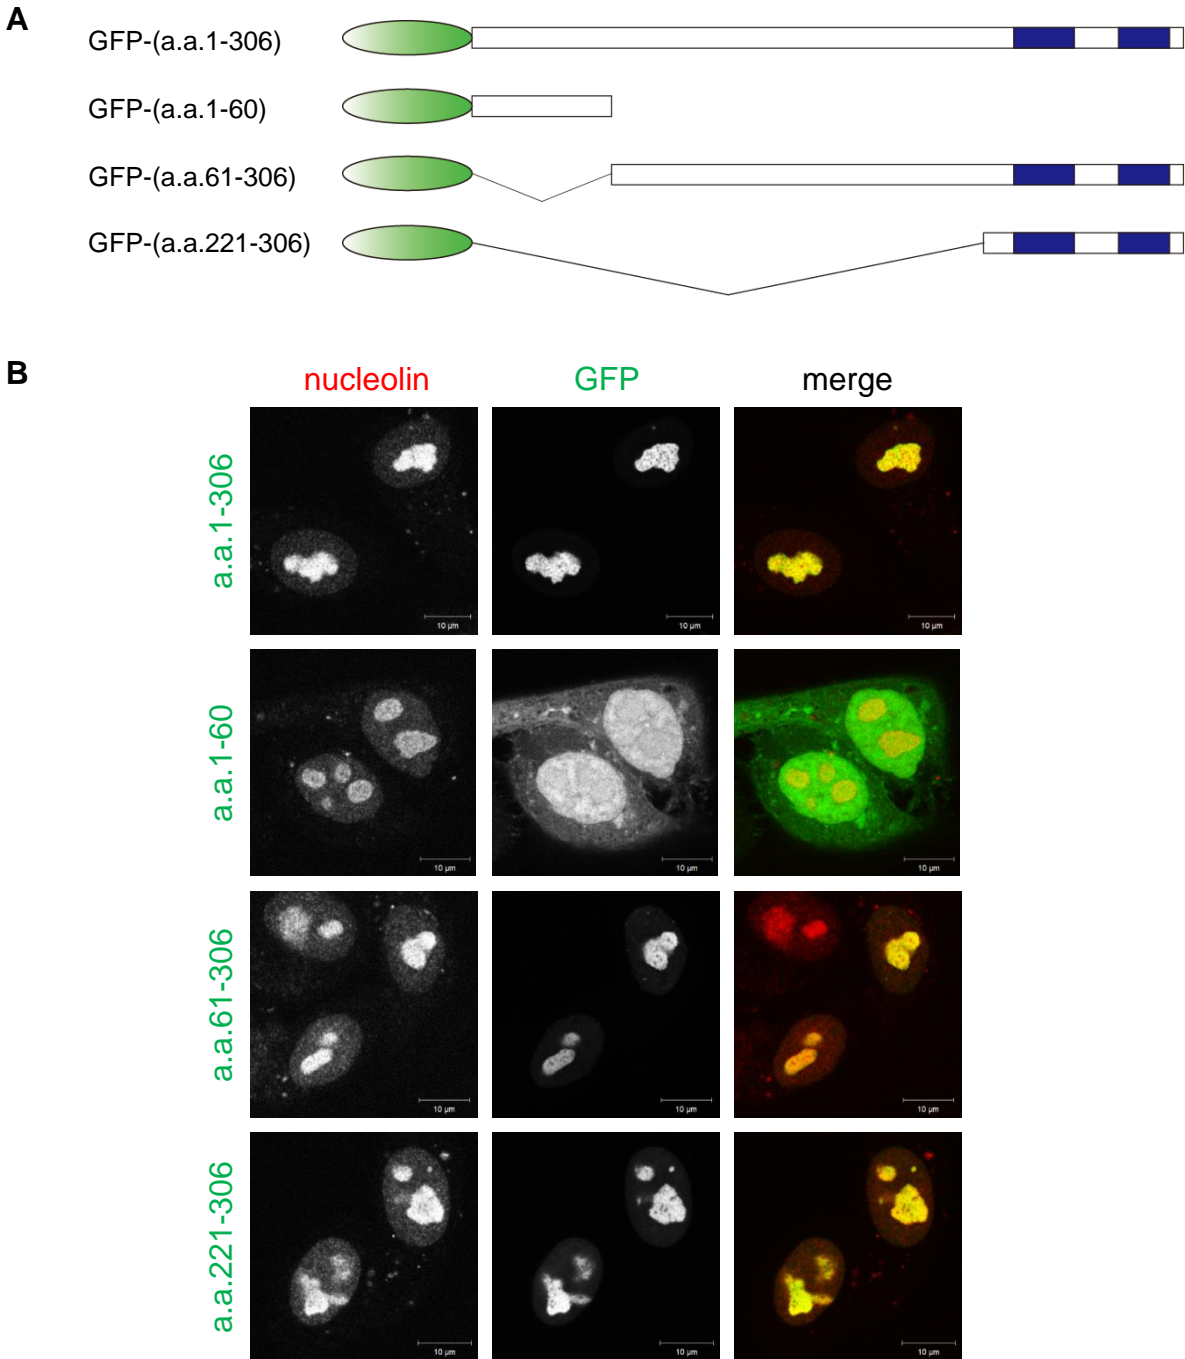 A
GFP-(a.a.1-306)
GFP-(a.a.1-60)
GFP-(a.a.61-306)
GFP-(a.a.221-306)
B
nucleolin GFP merge
a.a.1-306
10 µm 10 µm 10 µm
a.a.1-60
10 µm 10 µm 10 µm
a.a.61-306
10 µm 10 µm 10 µm
a.a.221-306
10 µm 10 µm 10 µm